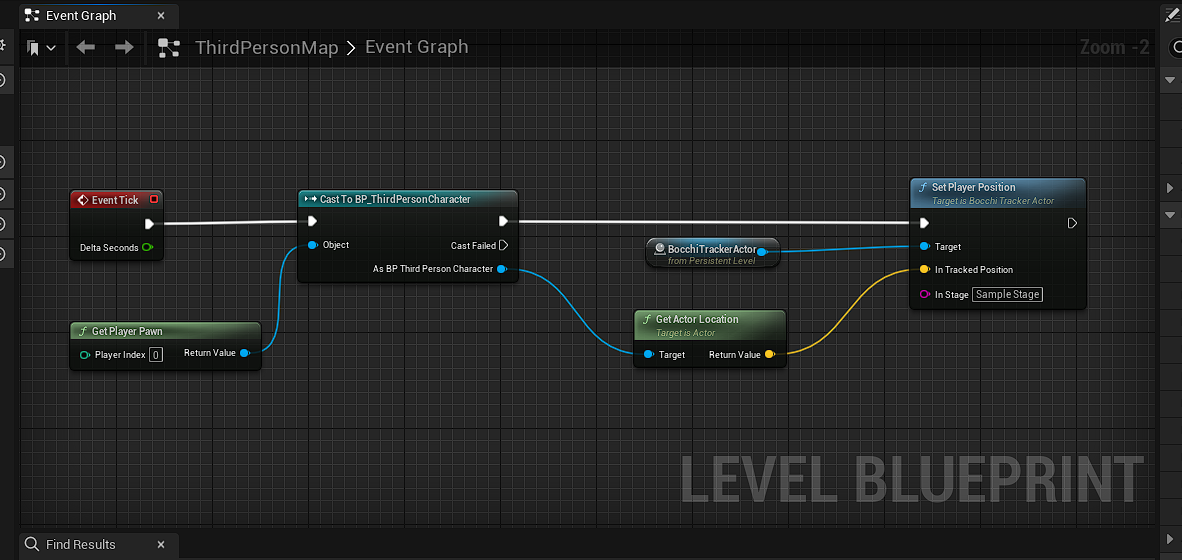 Event Graph
ThirdPersonMap > Event Graph
Zoom -2
Event Tick
Delta Seconds
Cast To BP_ThirdPersonCharacter
Object
Cast Failed
As BP Third Person Character
Get Player Pawn
Player Index 0
Return Value
BocchiTrackerActor
from Persistent Level
Get Actor Location
Target is Actor
Target
Return Value
Set Player Position
Target is Bocchi Tracker Actor
Target
In Tracked Position
In Stage Sample Stage
LEVEL BLUEPRINT
Find Results